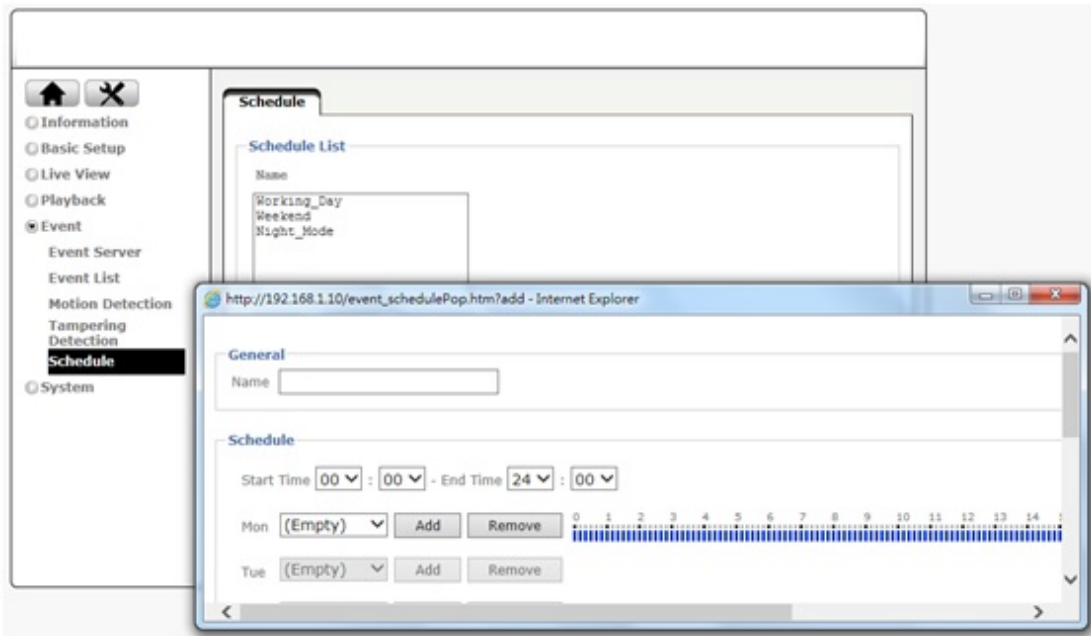 Information
Basic Setup
Live View
Playback
Event
Event Server
Event List
Motion Detection
Tampering
Detection
Schedule
System
Schedule
Schedule List
Name
Working_Day
Weekend
Night_Mode
http://192.168.1.10/event_schedulePop.htm?add - Internet Explorer
General
Name
Schedule
Start Time 00 : 00 - End Time 24 : 00
Mon (Empty) Add Remove 0 1 2 3 4 5 6 7 8 9 10 11 12 13 14
Tue (Empty) Add Remove